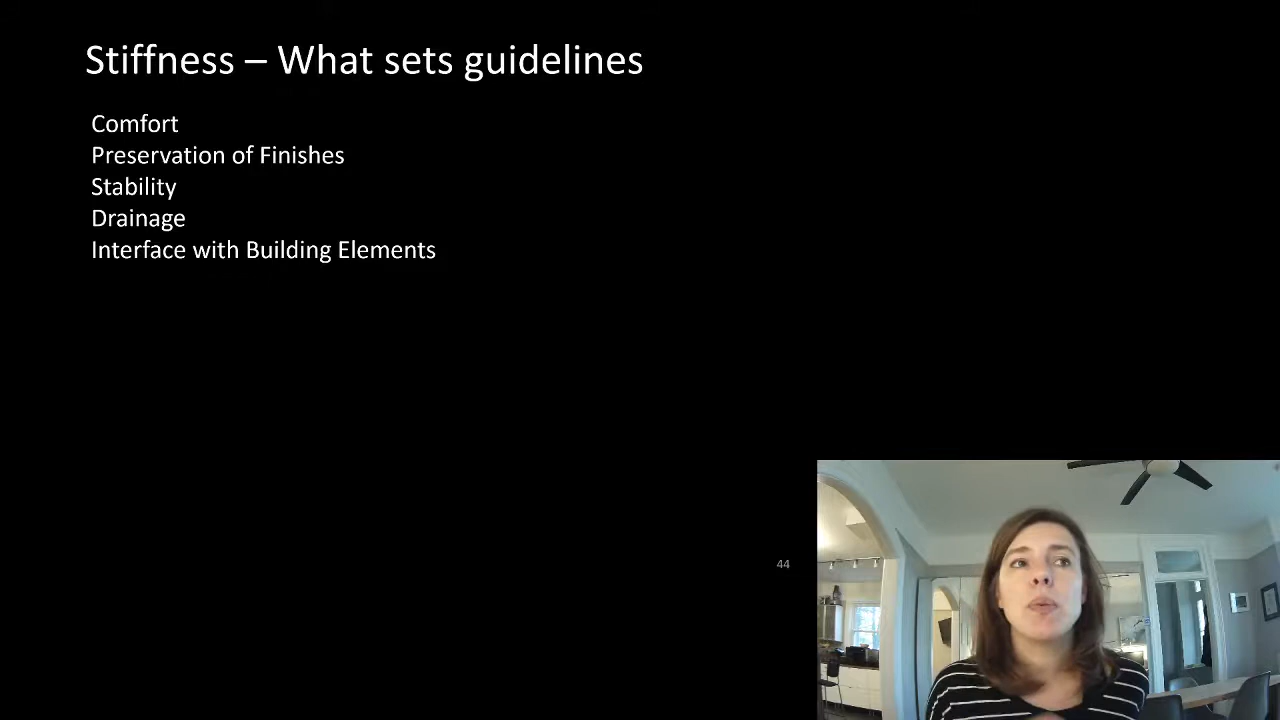 Stiffness – What sets guidelines
Comfort
Preservation of Finishes
Stability
Drainage
Interface with Building Elements
44